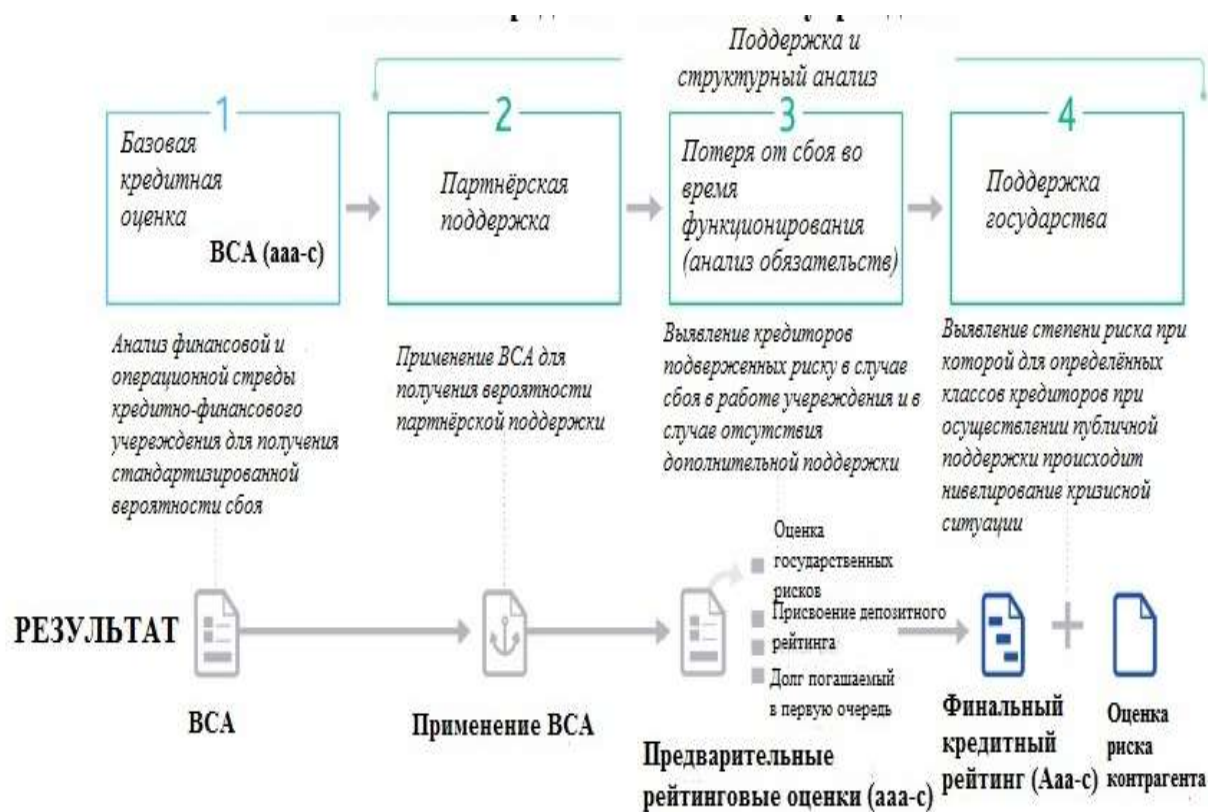 Поддержка и
структурный анализ
1
Базовая
кредитная
оценка
BCA (aaa-c)
2
Партнёрская
поддержка
3
Потеря от сбоя во
время
функционирования
(анализ обязательств)
4
Поддержка
государства
Анализ финансовой и
операционной стреды
кредитно-финансового
учереждения для получения
стандартизированной
вероятности сбоя
Применение BCA для
получения вероятности
партнёрской поддержки
Выявление кредиторов
подверженных риску в случае
сбоя в работе учереждения и в
случае отсутствия
дополнительной поддержки
Выявление степени риска при
которой для определённых
классов кредиторов при
осуществлении публичной
поддержки происходит
нивелирование кризисной
ситуации
РЕЗУЛЬТАТ
BCA
Применение BCA
Оценка
государственных
рисков
Присвоение депозитного
рейтинга
Долг погашаемый
в первую очередь
Предварительные
рейтинговые оценки (aaa-c)
Финальный
кредитный
рейтинг (Aaa-c)
Оценка
риска
контрагента